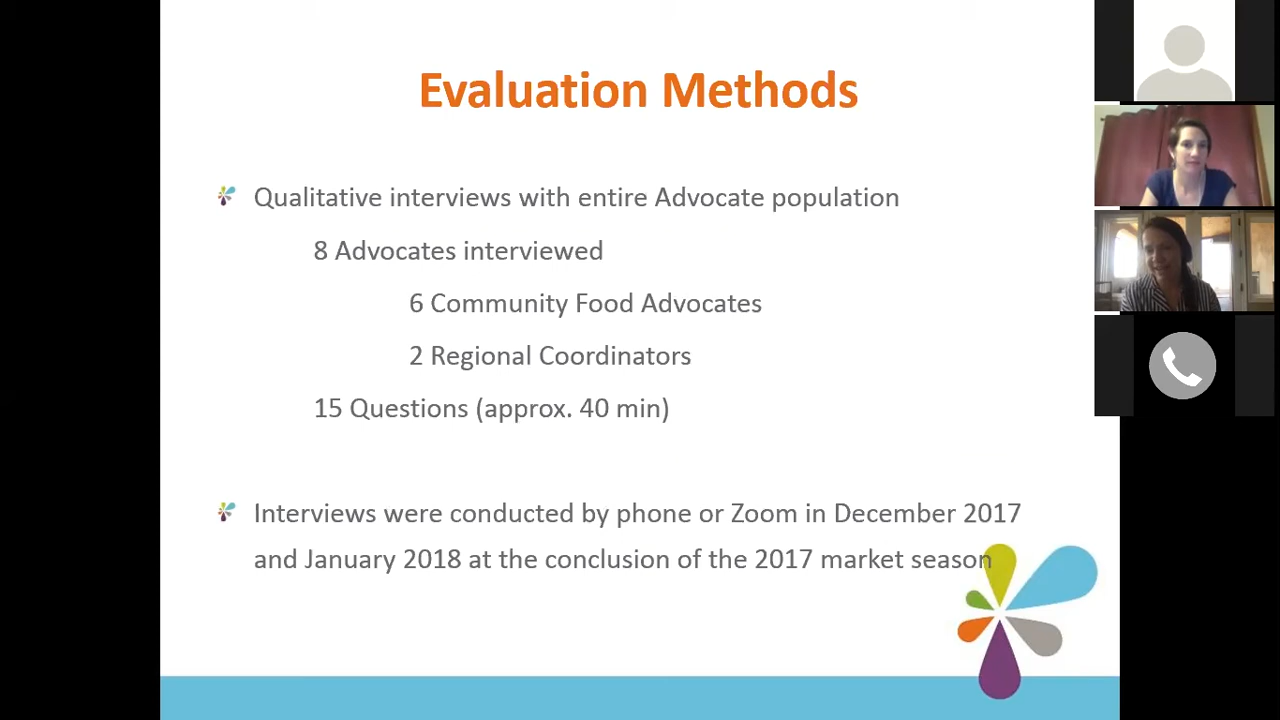 Evaluation Methods
Qualitative interviews with entire Advocate population
8 Advocates interviewed
6 Community Food Advocates
2 Regional Coordinators
15 Questions (approx. 40 min)
Interviews were conducted by phone or Zoom in December 2017
and January 2018 at the conclusion of the 2017 market season